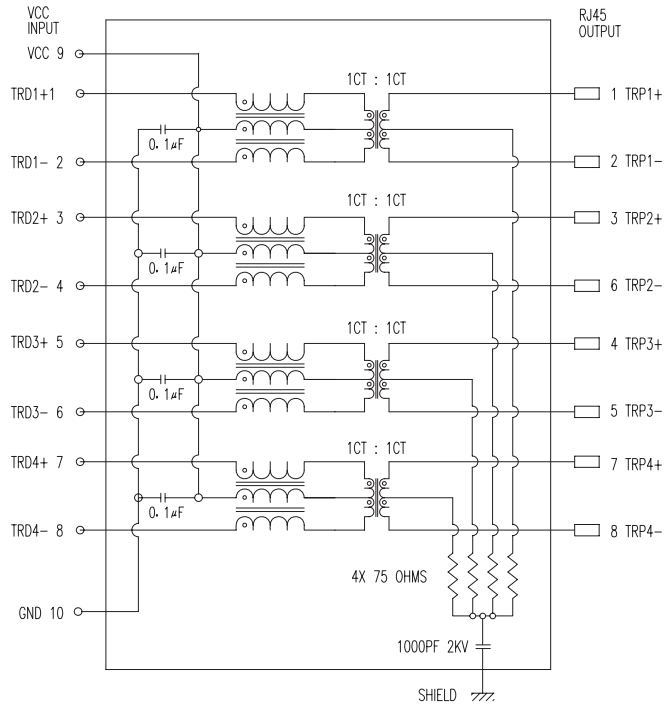 VCC
INPUT
RJ45
OUTPUT
VCC 9
1CT : 1CT
TRD1+1
1 TRP1+
0.1µF
TRD1- 2
2 TRP1-
1CT : 1CT
TRD2+ 3
3 TRP2+
0.1µF
TRD2- 4
6 TRP2-
1CT : 1CT
TRD3+ 5
4 TRP3+
0.1µF
TRD3- 6
5 TRP3-
1CT : 1CT
TRD4+ 7
7 TRP4+
0.1µF
TRD4- 8
8 TRP4-
4X 75 OHMS
GND 10
1000PF 2KV
SHIELD